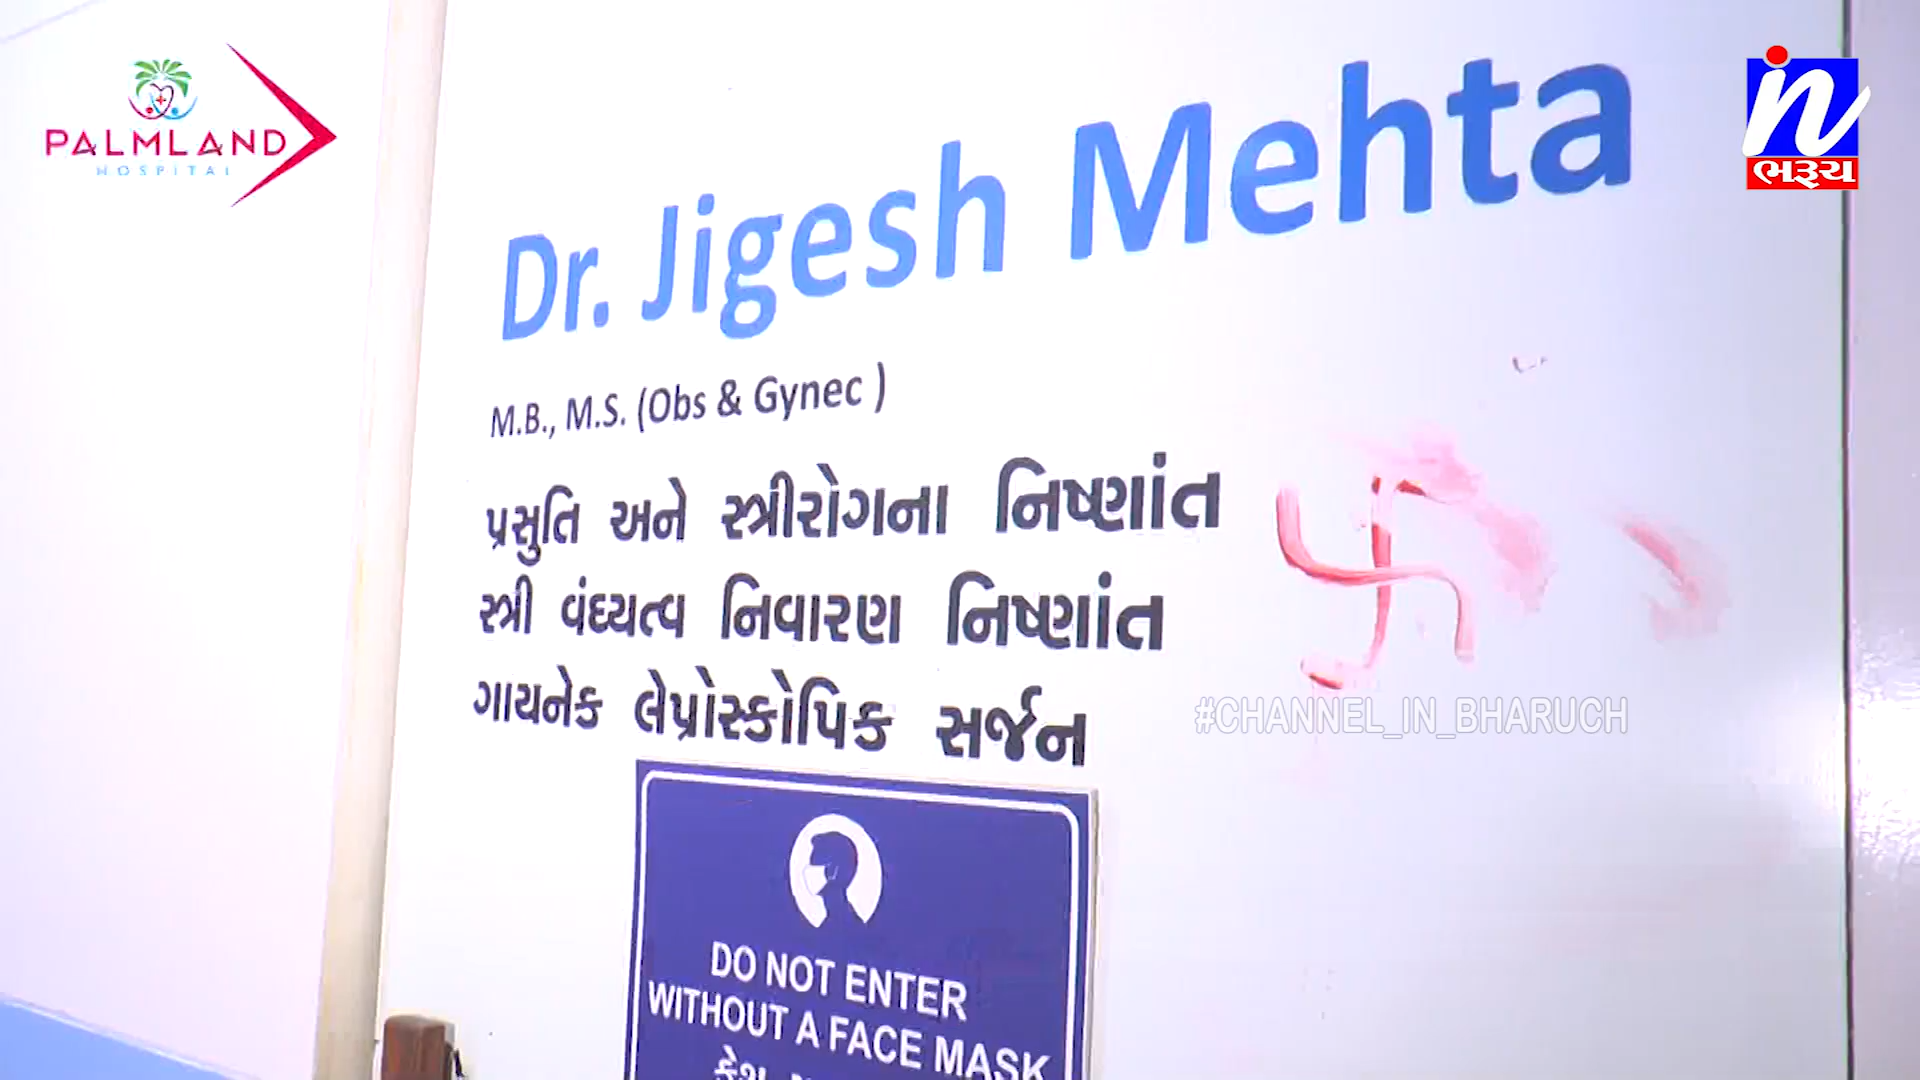 PALMLAND
HOSPITAL
in
ભરૂચ
Dr. Jigesh Mehta
M.B., M.S. (Obs & Gynec )
પ્રસુતિ અને સ્ત્રીરોગના નિષ્ણાંત
સ્ત્રી વંધ્યત્વ નિવારણ નિષ્ણાંત
ગાયનેક લેપ્રોસ્કોપિક સર્જન
#CHANNEL_IN_BHARUCH
DO NOT ENTER
WITHOUT A FACE MASK